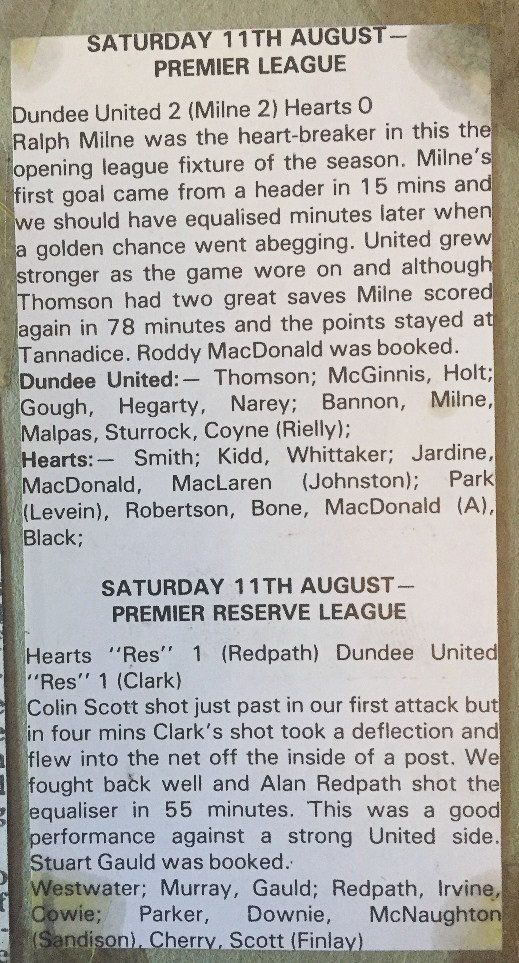 SATURDAY 11TH AUGUST—
PREMIER LEAGUE
Dundee United 2 (Milne 2) Hearts 0
Ralph Milne was the heart-breaker in this the
opening league fixture of the season. Milne's
first goal came from a header in 15 mins and
we should have equalised minutes later when
a golden chance went abegging. United grew
stronger as the game wore on and although
Thomson had two great saves Milne scored
again in 78 minutes and the points stayed at
Tannadice. Roddy MacDonald was booked.
Dundee United:— Thomson; McGinnis, Holt;
Gough, Hegarty, Narey; Bannon, Milne,
Malpas, Sturrock, Coyne (Rielly);
Hearts:— Smith; Kidd, Whittaker; Jardine,
MacDonald, MacLaren (Johnston); Park
(Levein), Robertson, Bone, MacDonald (A),
Black;
SATURDAY 11TH AUGUST—
PREMIER RESERVE LEAGUE
Hearts "Res" 1 (Redpath) Dundee United
"Res" 1 (Clark)
Colin Scott shot just past in our first attack but
in four mins Clark's shot took a deflection and
flew into the net off the inside of a post. We
fought back well and Alan Redpath shot the
equaliser in 55 minutes. This was a good
performance against a strong United side.
Stuart Gauld was booked.
Westwater; Murray, Gauld; Redpath, Irvine,
Cowie; Parker, Downie, McNaughton
(Sandison), Cherry, Scott (Finlay)